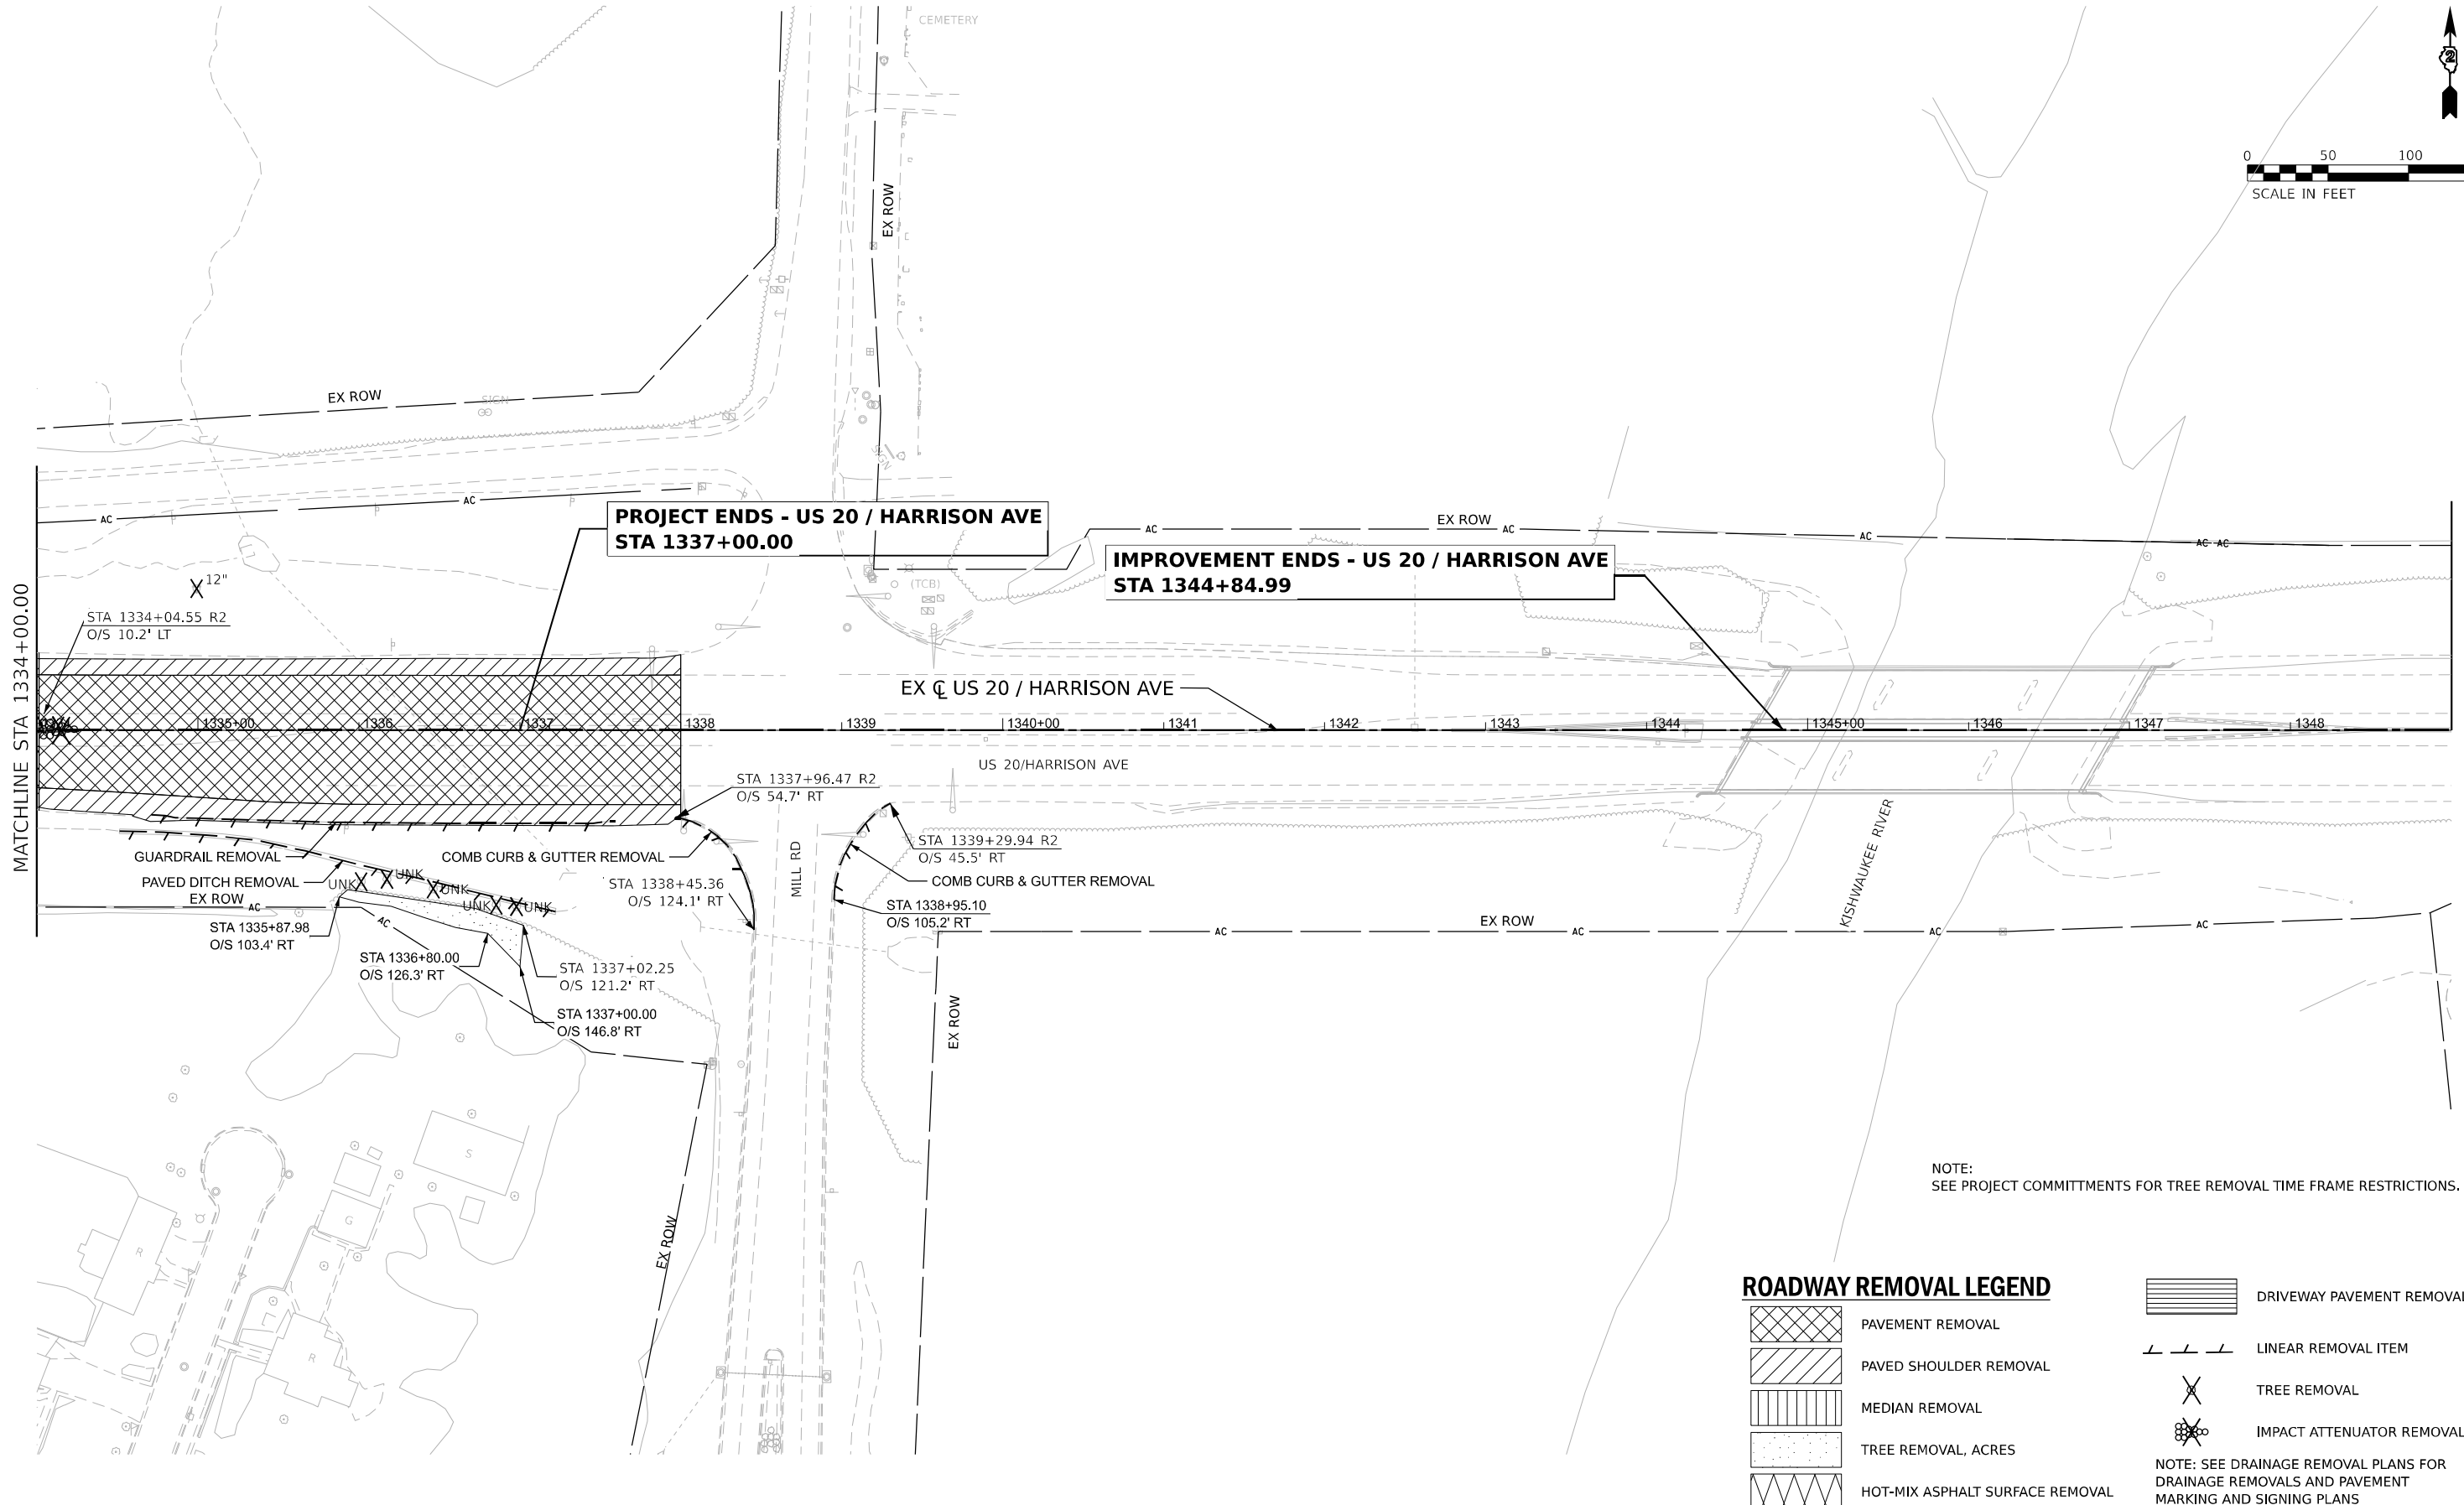 CEMETERY
2
0 50 100
SCALE IN FEET
EX ROW
EX ROW
SIGN
SIGN
AC
AC
PROJECT ENDS - US 20 / HARRISON AVE
STA 1337+00.00
AC
EX ROW
AC
AC
AC AC
IMPROVEMENT ENDS - US 20 / HARRISON AVE
STA 1344+84.99
(TCB)
12"
MATCHLINE STA 1334+00.00
STA 1334+04.55 R2
O/S 10.2' LT
EX ℄ US 20 / HARRISON AVE
1335+00
1336
1337
1338
1339
1340+00
1341
1342
1343
1344
1345+00
1346
1347
1348
US 20/HARRISON AVE
STA 1337+96.47 R2
O/S 54.7' RT
STA 1339+29.94 R2
O/S 45.5' RT
GUARDRAIL REMOVAL
COMB CURB & GUTTER REMOVAL
MILL RD
COMB CURB & GUTTER REMOVAL
PAVED DITCH REMOVAL
UNK
UNK
UNK
UNK
UNK
STA 1338+45.36
O/S 124.1' RT
STA 1338+95.10
O/S 105.2' RT
KISHWAUKEE RIVER
EX ROW
AC
AC
STA 1335+87.98
O/S 103.4' RT
AC
EX ROW
AC
AC
AC
STA 1336+80.00
O/S 126.3' RT
STA 1337+02.25
O/S 121.2' RT
STA 1337+00.00
O/S 146.8' RT
EX ROW
EX ROW
S
G
R
R
NOTE:
SEE PROJECT COMMITTMENTS FOR TREE REMOVAL TIME FRAME RESTRICTIONS.
ROADWAY REMOVAL LEGEND
PAVEMENT REMOVAL
PAVED SHOULDER REMOVAL
MEDIAN REMOVAL
TREE REMOVAL, ACRES
HOT-MIX ASPHALT SURFACE REMOVAL
DRIVEWAY PAVEMENT REMOVAL
LINEAR REMOVAL ITEM
TREE REMOVAL
IMPACT ATTENUATOR REMOVAL
NOTE: SEE DRAINAGE REMOVAL PLANS FOR
DRAINAGE REMOVALS AND PAVEMENT
MARKING AND SIGNING PLANS